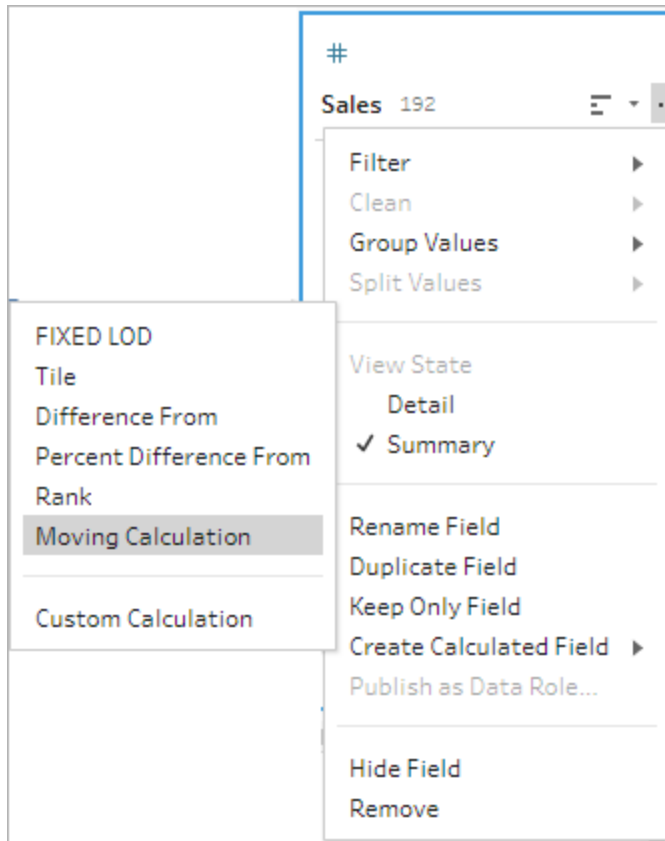 #
Sales 192
Filter
Clean
Group Values
Split Values
View State
Detail
✓ Summary
Rename Field
Duplicate Field
Keep Only Field
Create Calculated Field
Publish as Data Role...
Hide Field
Remove
FIXED LOD
Tile
Difference From
Percent Difference From
Rank
Moving Calculation
Custom Calculation